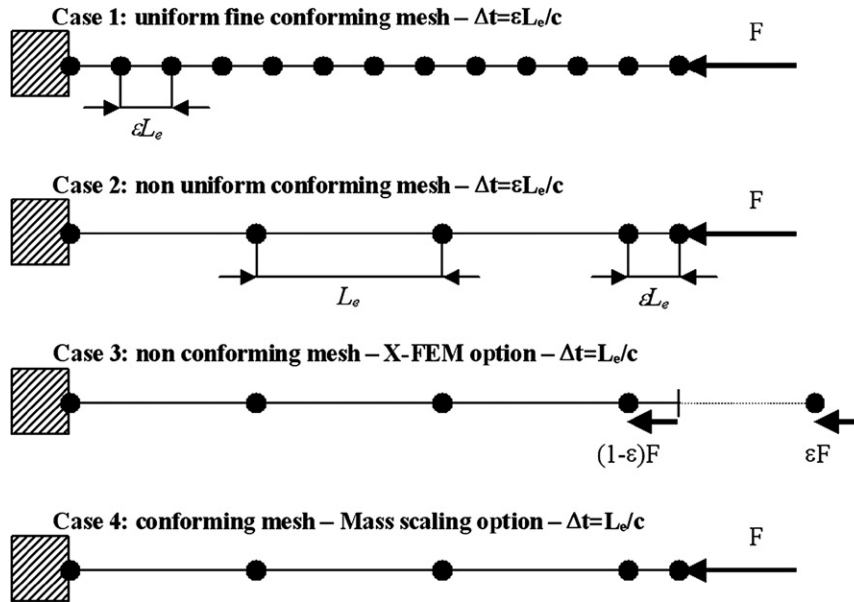 Case 1: uniform fine conforming mesh – Δt=εLₑ/c
F
εLₑ
Case 2: non uniform conforming mesh – Δt=εLₑ/c
F
Lₑ
εLₑ
Case 3: non conforming mesh – X-FEM option – Δt=Lₑ/c
(1-ε)F
εF
Case 4: conforming mesh – Mass scaling option – Δt=Lₑ/c
F